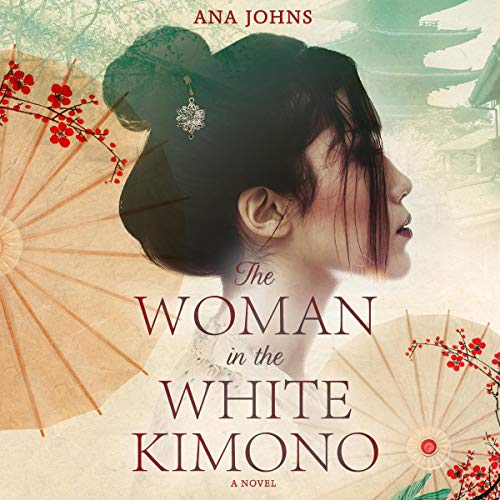 ANA JOHNS
The
WOMAN
in the
WHITE
KIMONO
A NOVEL